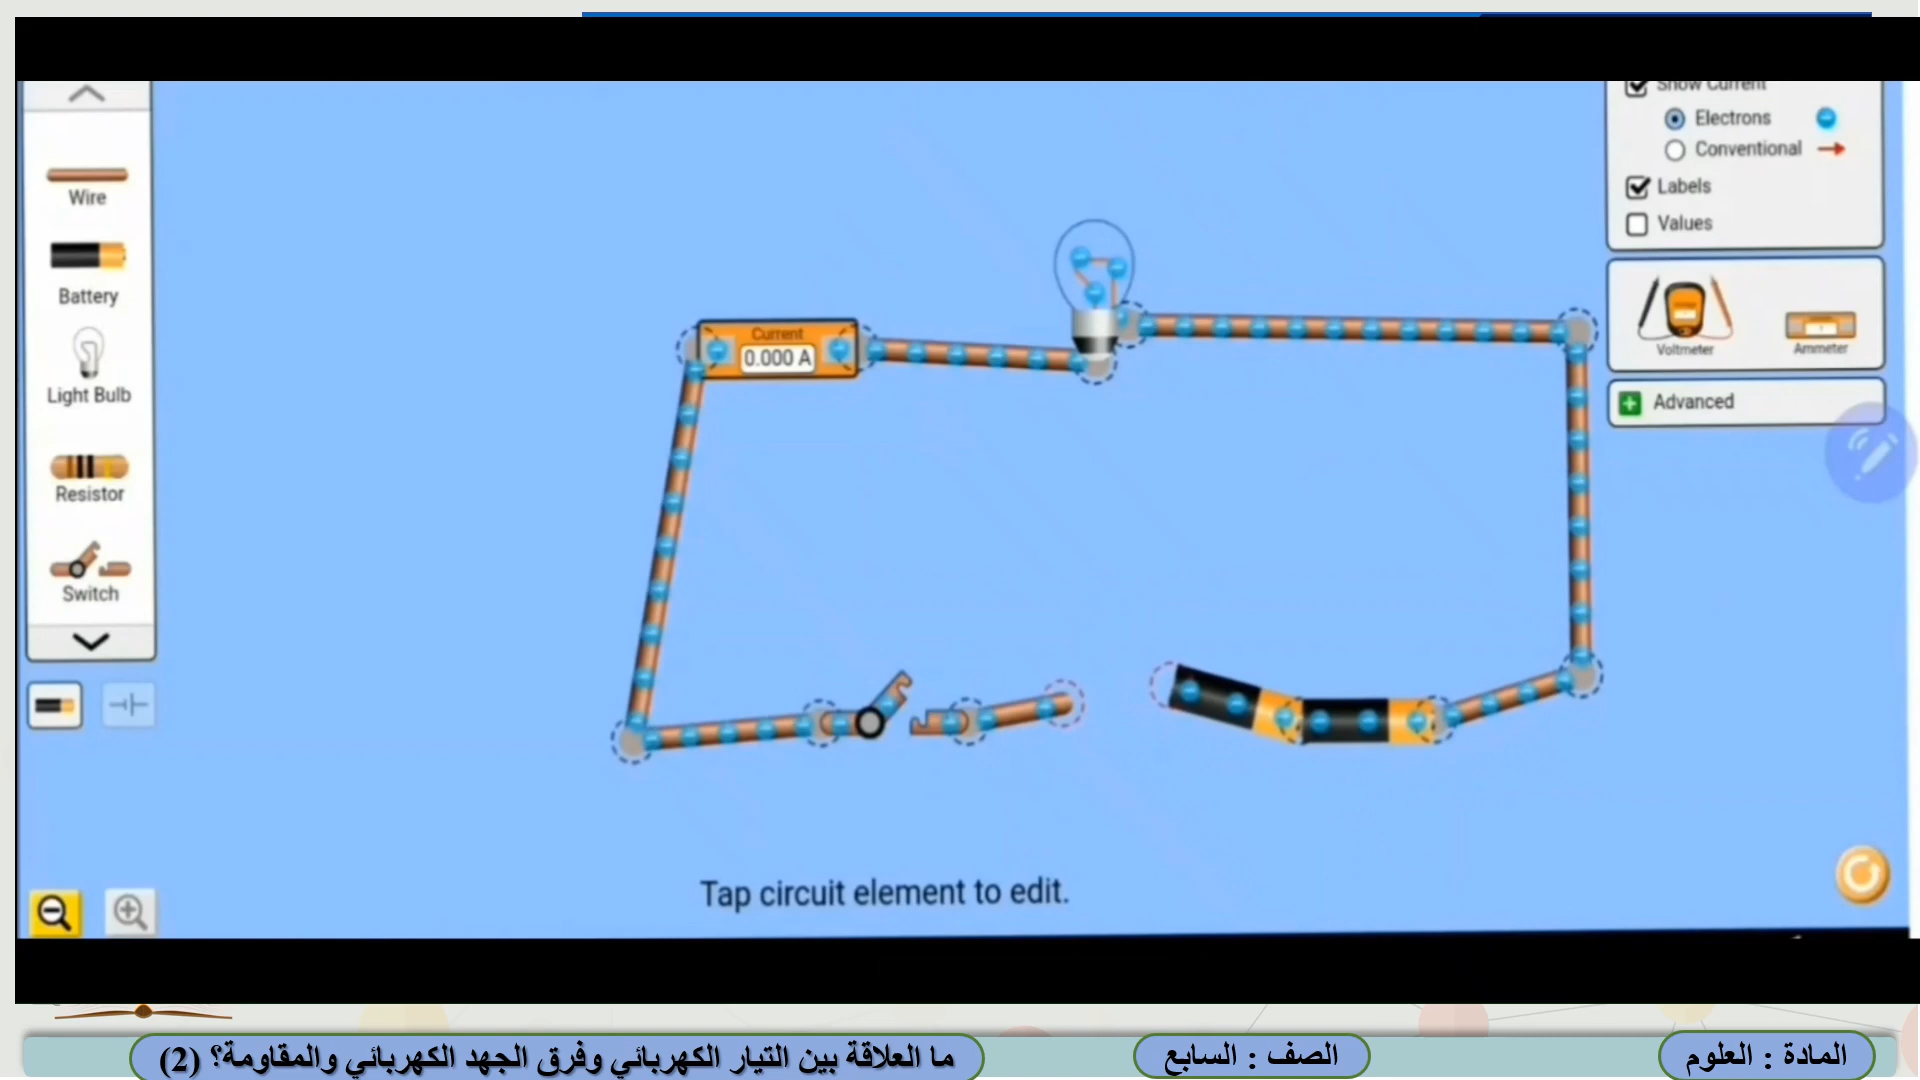 Show Current
Electrons
Conventional
Labels
Values
Wire
Battery
Light Bulb
Resistor
Switch
Current
0.000 A
Voltmeter
Ammeter
Advanced
Tap circuit element to edit.
المادة : العلوم
الصف : السابع
ما العلاقة بين التيار الكهربائي وفرق الجهد الكهربائي والمقاومة؟ (2)